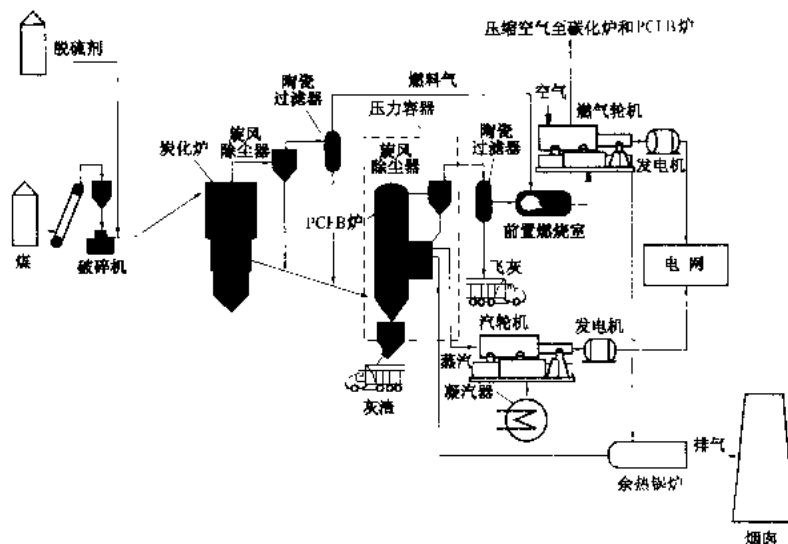 脱硫剂
压缩空气至碳化炉和PCFB炉
燃料气
陶瓷
过滤器
压力容器
空气
燃气轮机
炭化炉
旋风
除尘器
旋风
除尘器
陶瓷
过滤器
发电机
PCFB炉
前置燃烧室
煤
破碎机
飞灰
电网
汽轮机
发电机
蒸汽
灰渣
凝汽器
排气
余热锅炉
烟囱